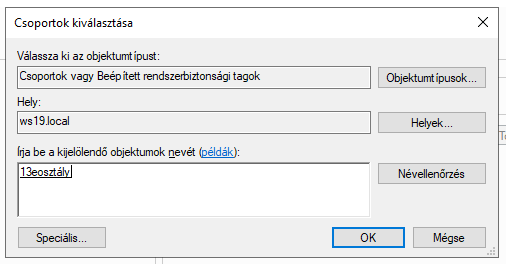 Csoportok kiválasztása
Válassza ki az objektumtípust:
Csoportok vagy Beépített rendszerbiztonsági tagok
Objektumtípusok...
Hely:
ws19.local
Helyek...
Írja be a kijelölendő objektumok nevét (példák):
13eosztály
Névellenőrzés
Speciális...
OK
Mégse